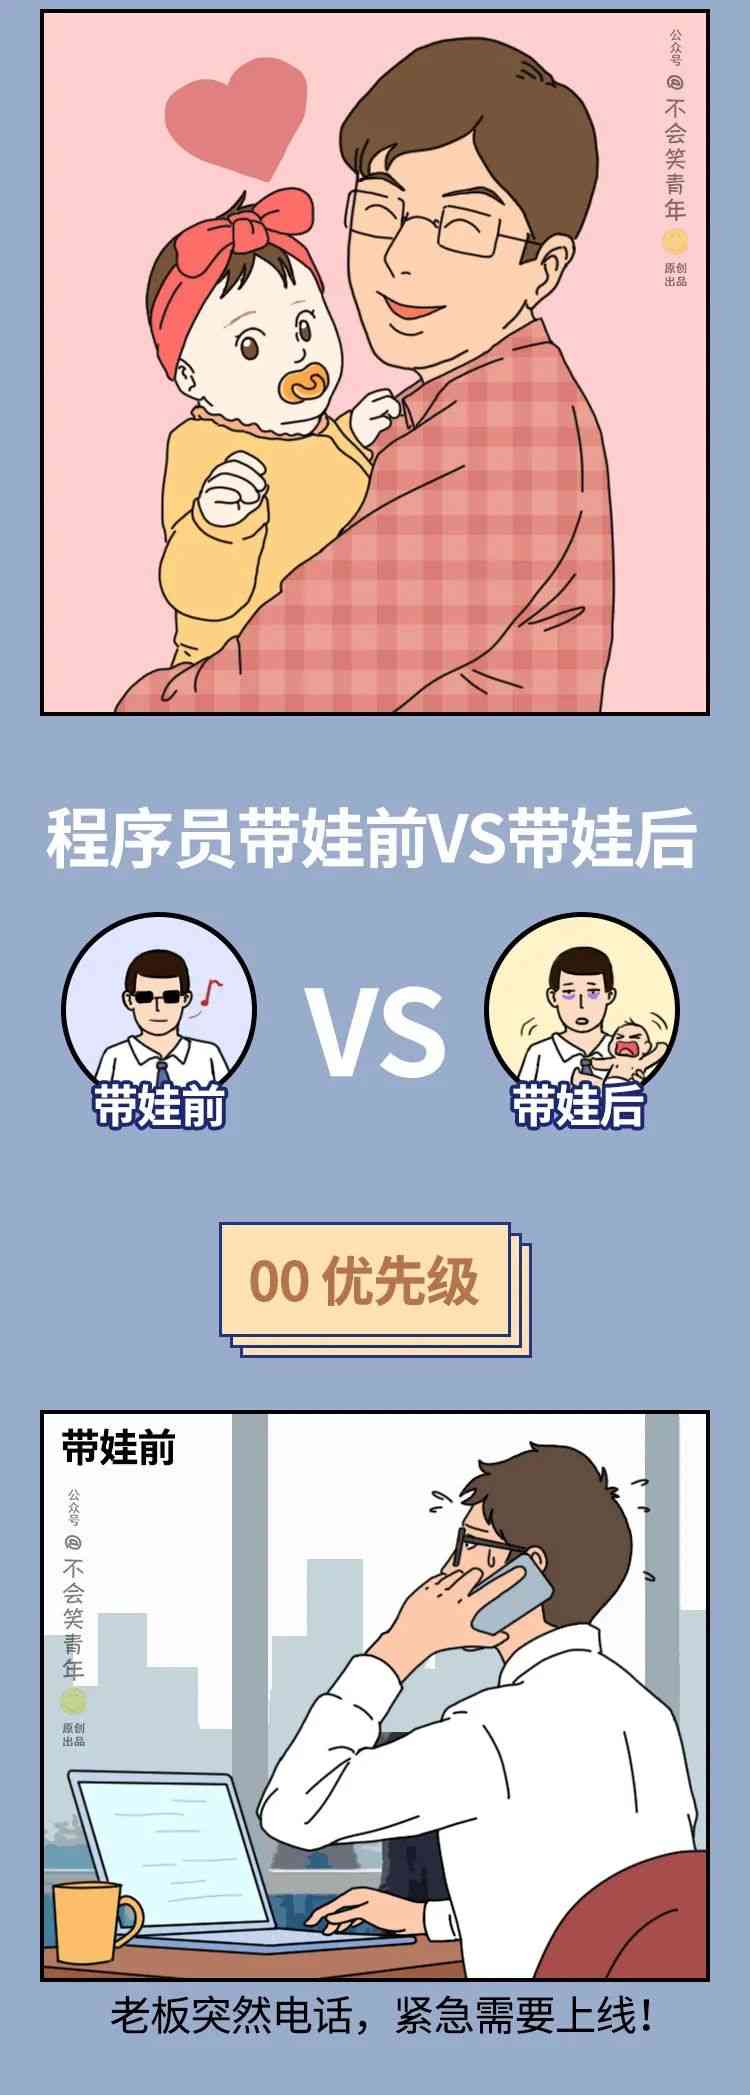 公众号
@不会笑青年
原创
出品
程序员带娃前VS带娃后
VS
带娃前
带娃后
00 优先级
带娃前
公众号
@不会笑青年
原创
出品
老板突然电话，紧急需要上线！